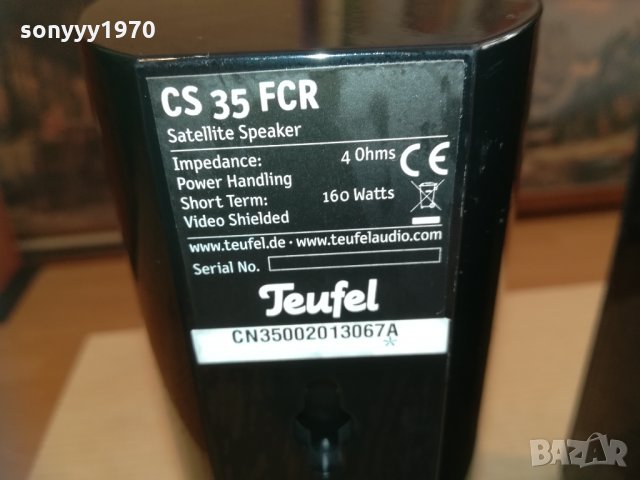 sonyyy1970
CS 35 FCR
Satellite Speaker
Impedance: 4 Ohms
Power Handling
Short Term: 160 Watts
Video Shielded
CE
www.teufel.de · www.teufelaudio.com
Serial No.
Teufel
CN35002013067A
*
BAZAR